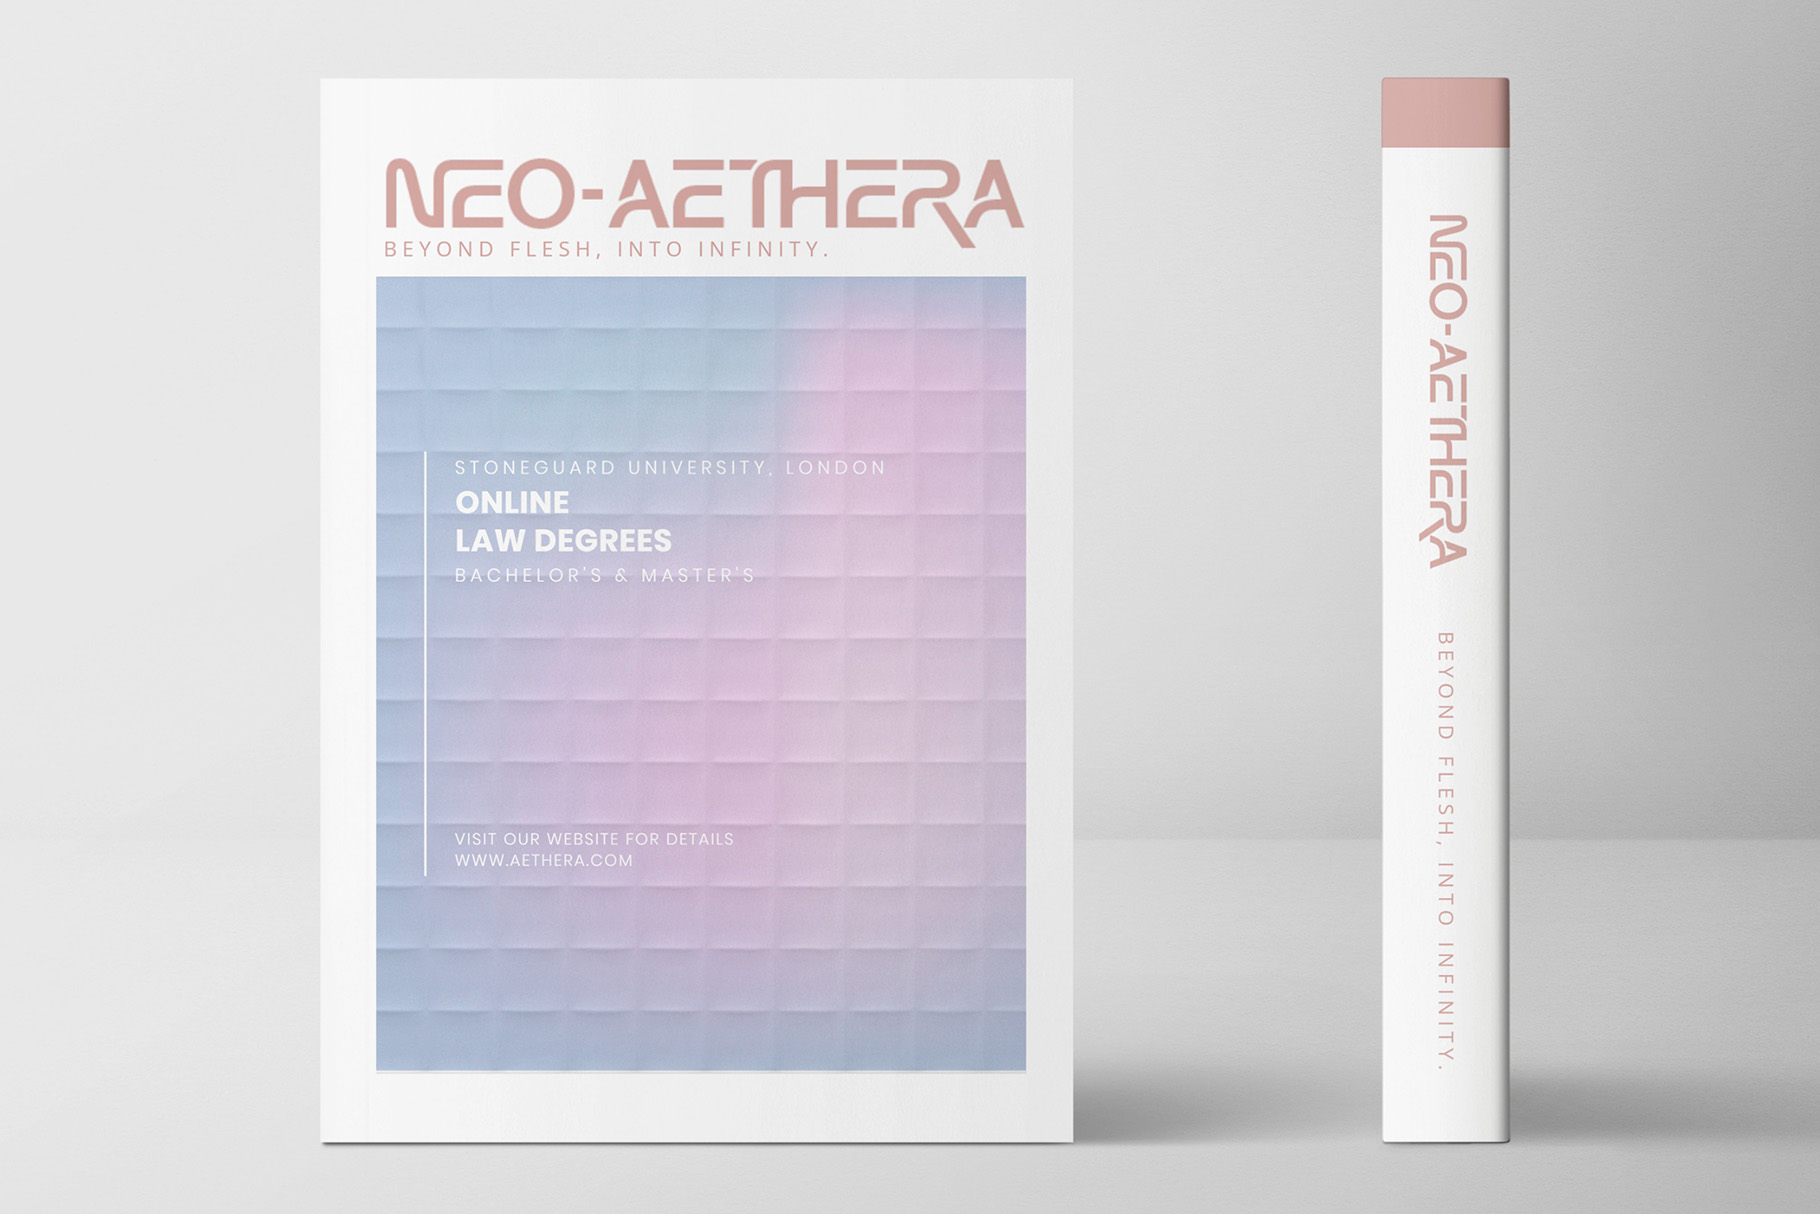 NEO-AETHERA
BEYOND FLESH, INTO INFINITY.
STONEGUARD UNIVERSITY, LONDON
ONLINE
LAW DEGREES
BACHELOR'S & MASTER'S
VISIT OUR WEBSITE FOR DETAILS
WWW.AETHERA.COM
NEO-AETHERA
BEYOND FLESH, INTO INFINITY.